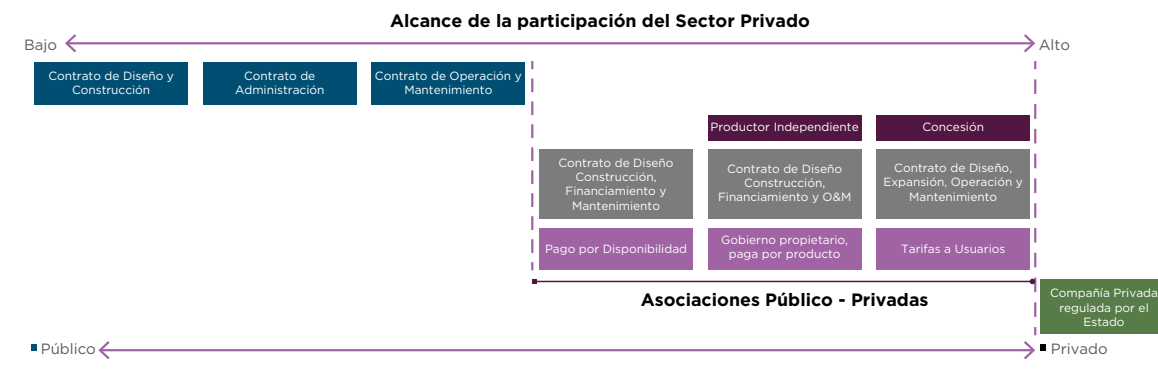 Alcance de la participación del Sector Privado
Bajo
Alto
Contrato de Diseño y
Construcción
Contrato de
Administración
Contrato de Operación y
Mantenimiento
Productor Independiente
Concesión
Contrato de Diseño
Construcción,
Financiamiento y
Mantenimiento
Contrato de Diseño
Construcción,
Financiamiento y O&M
Contrato de Diseño,
Expansión, Operación y
Mantenimiento
Pago por Disponibilidad
Gobierno propietario,
paga por producto
Tarifas a Usuarios
Asociaciones Público - Privadas
Compañía Privada
regulada por el
Estado
Público
Privado